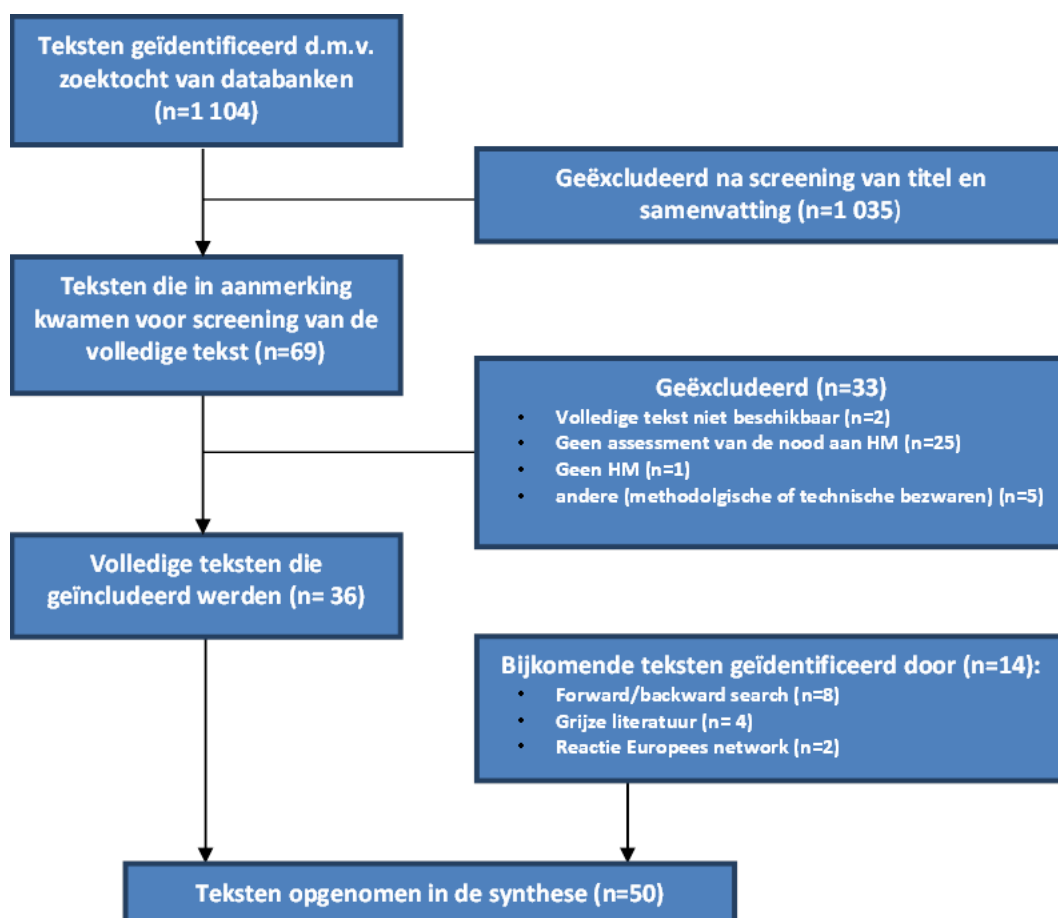 Teksten geïdentificeerd d.m.v.
zoektocht van databanken
(n=1 104)
Geëxcludeerd na screening van titel en
samenvatting (n=1 035)
Teksten die in aanmerking
kwamen voor screening van de
volledige tekst (n=69)
Geëxcludeerd (n=33)
• Volledige tekst niet beschikbaar (n=2)
• Geen assessment van de nood aan HM (n=25)
• Geen HM (n=1)
• andere (methodolgische of technische bezwaren) (n=5)
Volledige teksten die
geïncludeerd werden (n= 36)
Bijkomende teksten geïdentificeerd door (n=14):
• Forward/backward search (n=8)
• Grijze literatuur (n= 4)
• Reactie Europees network (n=2)
Teksten opgenomen in de synthese (n=50)